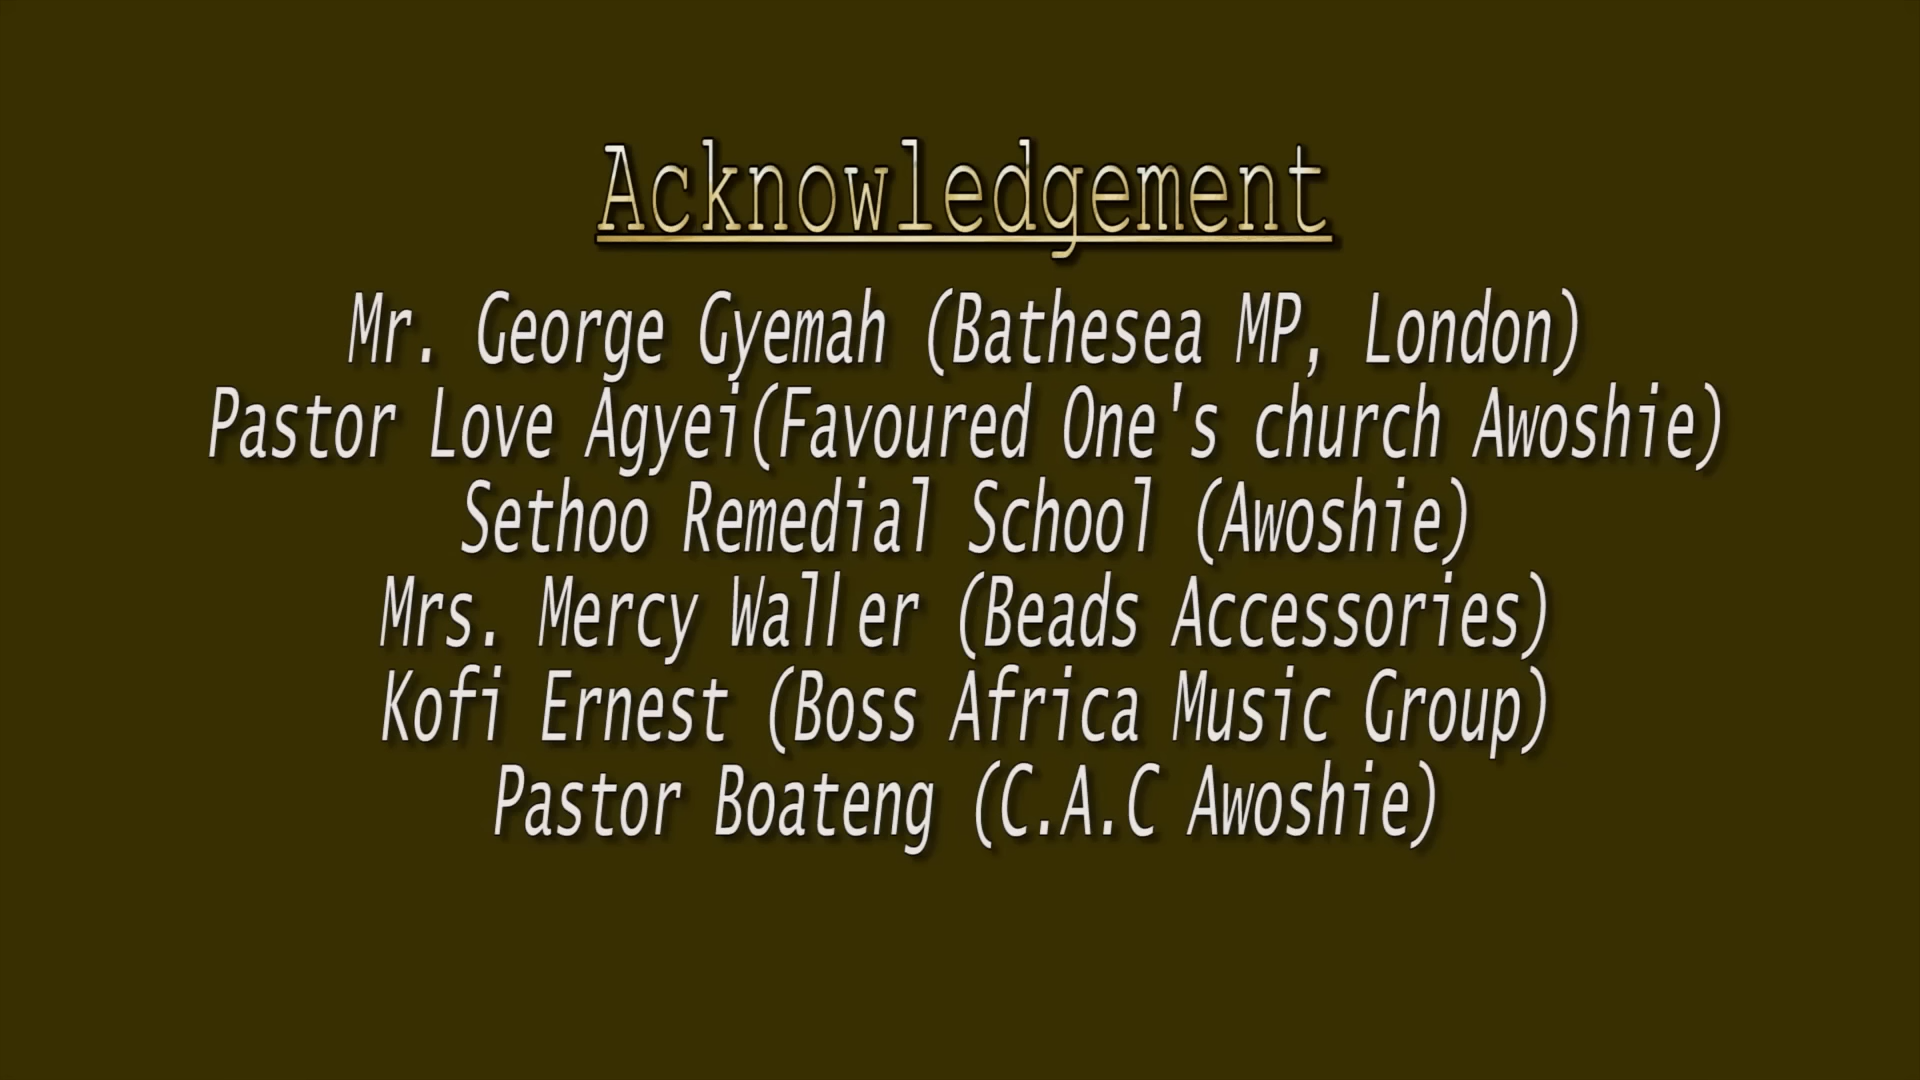 Acknowledgement
Mr. George Gyemah (Bathesea MP, London)
Pastor Love Agyei(Favoured One's church Awoshie)
Sethoo Remedial School (Awoshie)
Mrs. Mercy Waller (Beads Accessories)
Kofi Ernest (Boss Africa Music Group)
Pastor Boateng (C.A.C Awoshie)